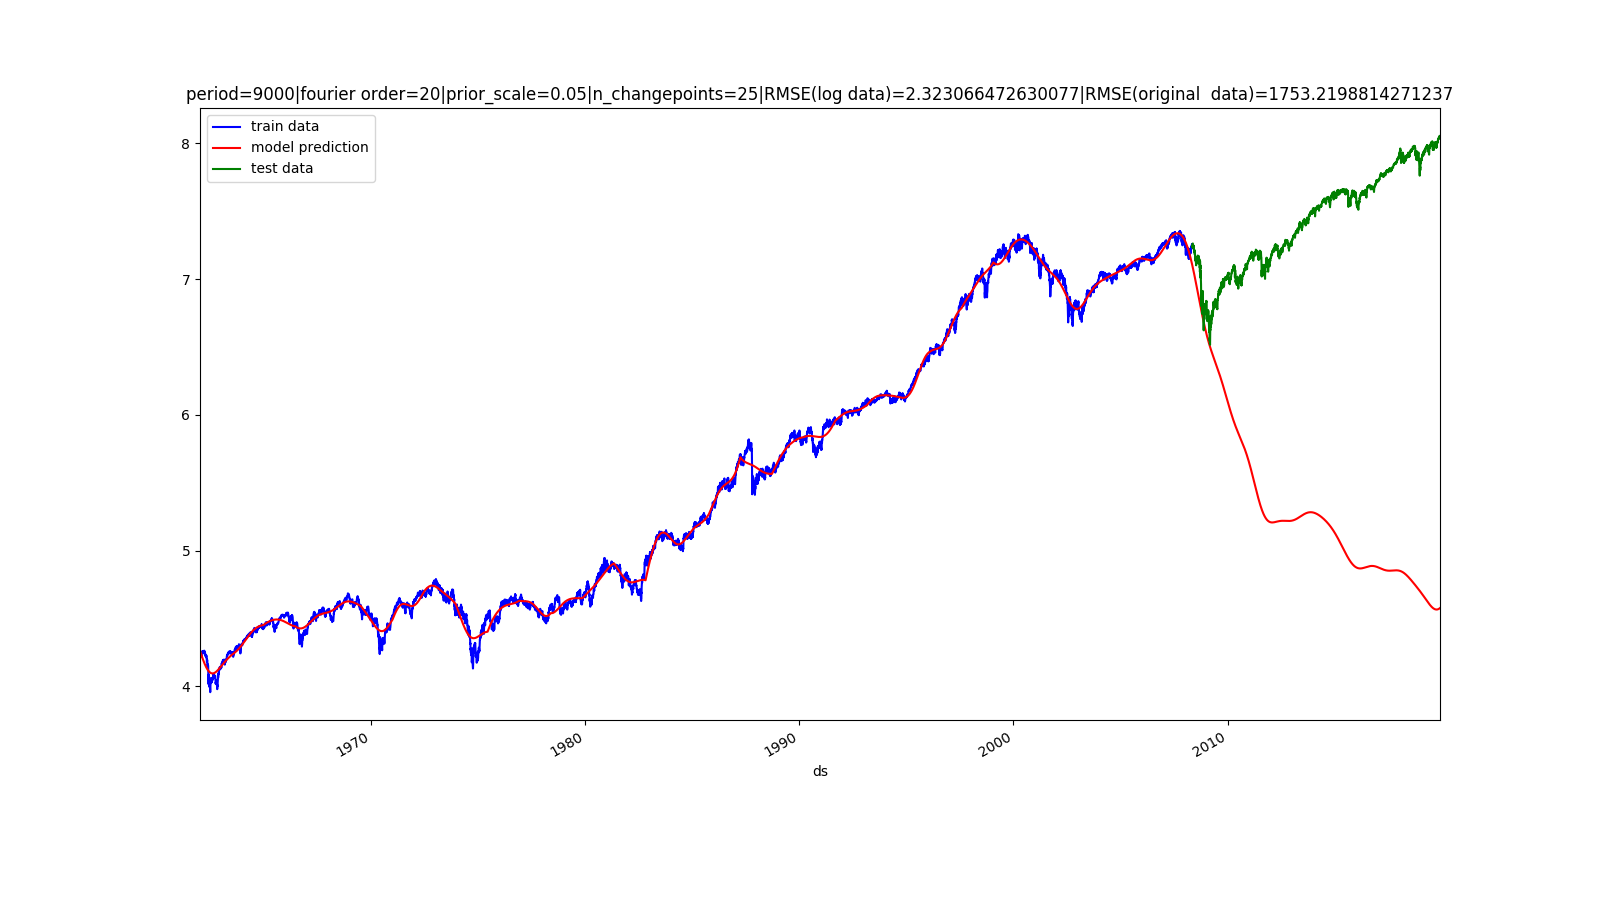 period=9000|fourier order=20|prior_scale=0.05|n_changepoints=25|RMSE(log data)=2.323066472630077|RMSE(original  data)=1753.2198814271237
train data
model prediction
test data
8
7
6
5
4
1970
1980
1990
2000
2010
ds